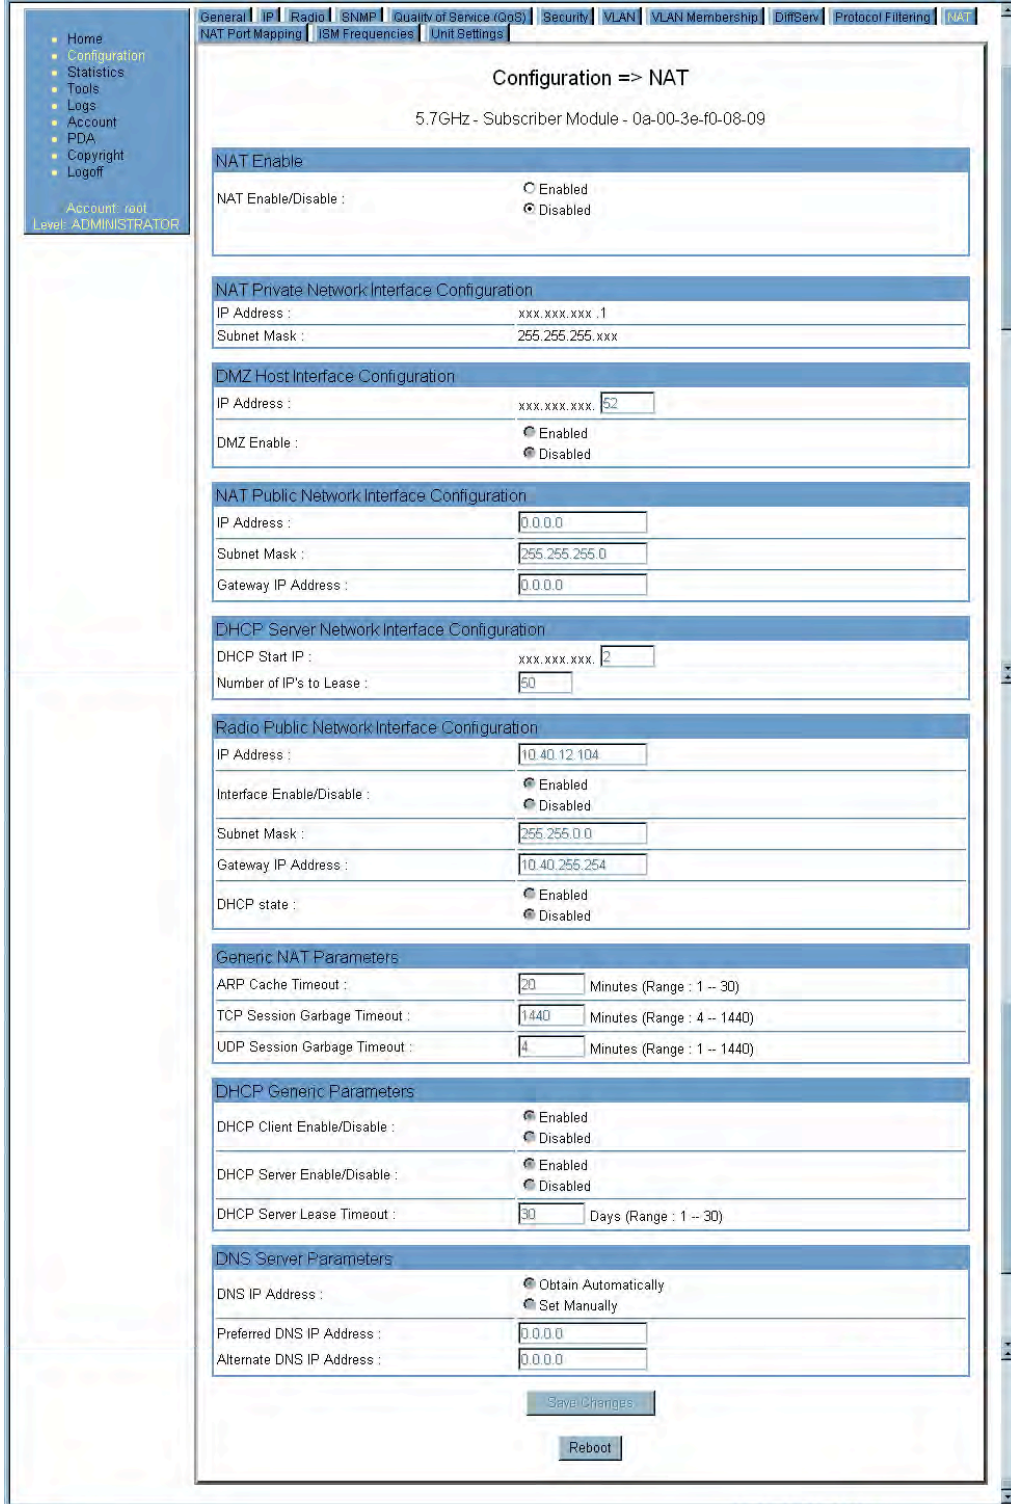 General IP Radio SNMP Quality of Service (QoS) Security VLAN VLAN Membership DiffServ Protocol Filtering NAT
NAT Port Mapping ISM Frequencies Unit Settings
Home
Configuration
Statistics
Tools
Logs
Account
PDA
Copyright
Logoff
Account: root
Level: ADMINISTRATOR
Configuration => NAT
5.7GHz - Subscriber Module - 0a-00-3e-f0-08-09
NAT Enable
NAT Enable/Disable :
Enabled
Disabled
NAT Private Network Interface Configuration
IP Address : xxx.xxx.xxx .1
Subnet Mask : 255.255.255.xxx
DMZ Host Interface Configuration
IP Address : xxx.xxx.xxx. 52
DMZ Enable :
Enabled
Disabled
NAT Public Network Interface Configuration
IP Address : 0.0.0.0
Subnet Mask : 255.255.255.0
Gateway IP Address : 0.0.0.0
DHCP Server Network Interface Configuration
DHCP Start IP : xxx.xxx.xxx. 2
Number of IP's to Lease : 50
Radio Public Network Interface Configuration
IP Address : 10.40.12.104
Interface Enable/Disable :
Enabled
Disabled
Subnet Mask : 255.255.0.0
Gateway IP Address : 10.40.255.254
DHCP state :
Enabled
Disabled
Generic NAT Parameters
ARP Cache Timeout : 20 Minutes (Range : 1 -- 30)
TCP Session Garbage Timeout : 1440 Minutes (Range : 4 -- 1440)
UDP Session Garbage Timeout : 4 Minutes (Range : 1 -- 1440)
DHCP Generic Parameters
DHCP Client Enable/Disable :
Enabled
Disabled
DHCP Server Enable/Disable :
Enabled
Disabled
DHCP Server Lease Timeout : 30 Days (Range : 1 -- 30)
DNS Server Parameters
DNS IP Address :
Obtain Automatically
Set Manually
Preferred DNS IP Address : 0.0.0.0
Alternate DNS IP Address : 0.0.0.0
Save Changes
Reboot